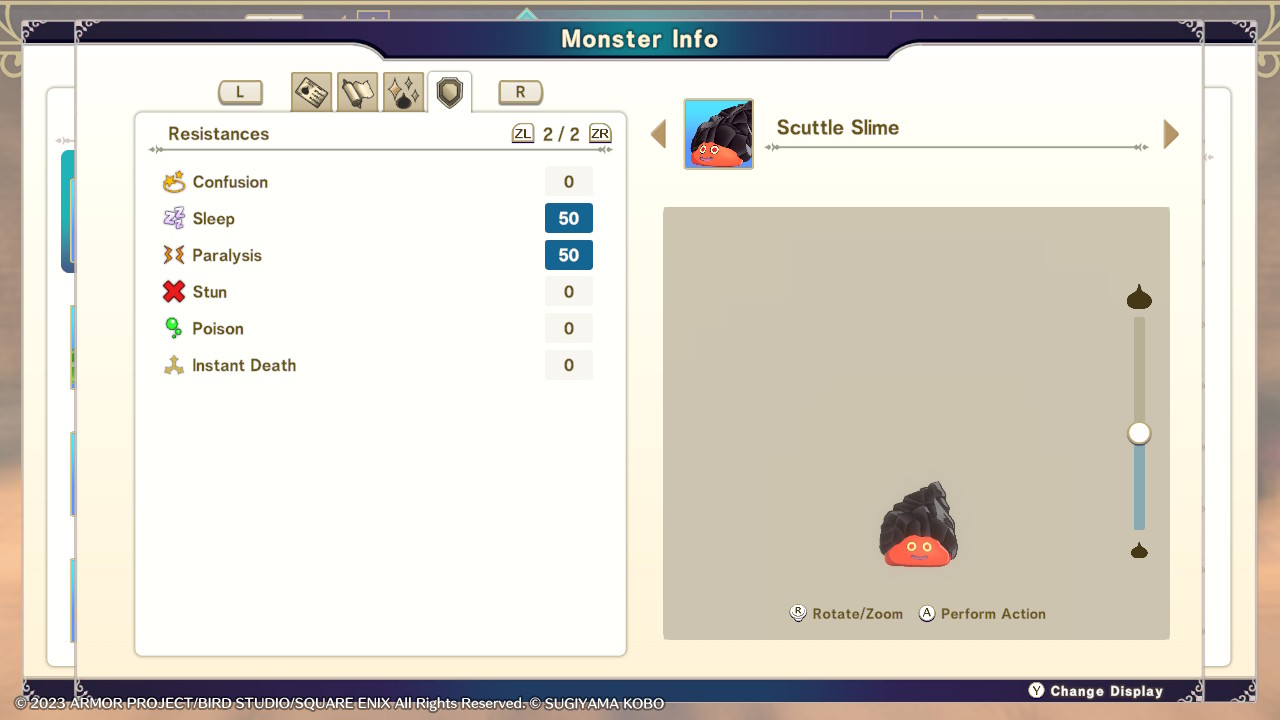 Monster Info
L
R
Resistances
ZL 2 / 2 ZR
Confusion 0
Sleep 50
Paralysis 50
Stun 0
Poison 0
Instant Death 0
Scuttle Slime
R Rotate/Zoom A Perform Action
Y Change Display
© 2023 ARMOR PROJECT/BIRD STUDIO/SQUARE ENIX All Rights Reserved. © SUGIYAMA KOBO